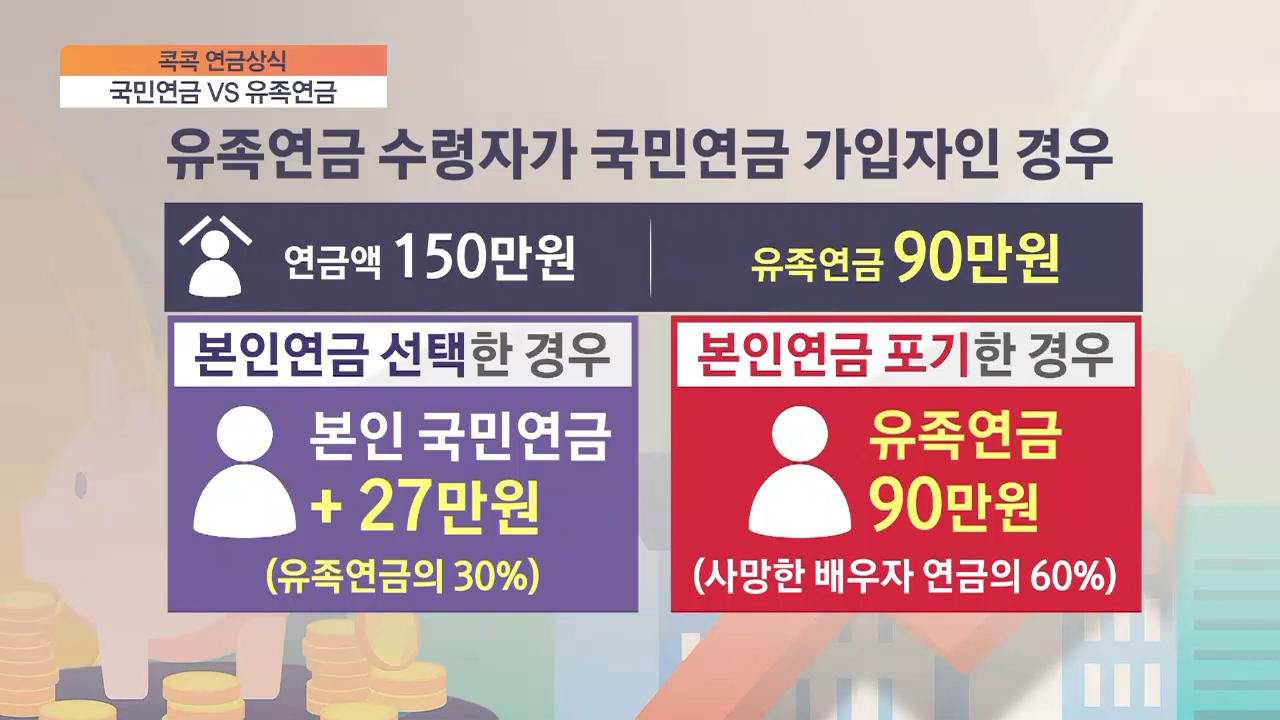 콕콕 연금상식
국민연금 VS 유족연금
유족연금 수령자가 국민연금 가입자인 경우
연금액 150만원
유족연금 90만원
본인연금 선택한 경우
본인 국민연금
+ 27만원
(유족연금의 30%)
본인연금 포기한 경우
유족연금
90만원
(사망한 배우자 연금의 60%)